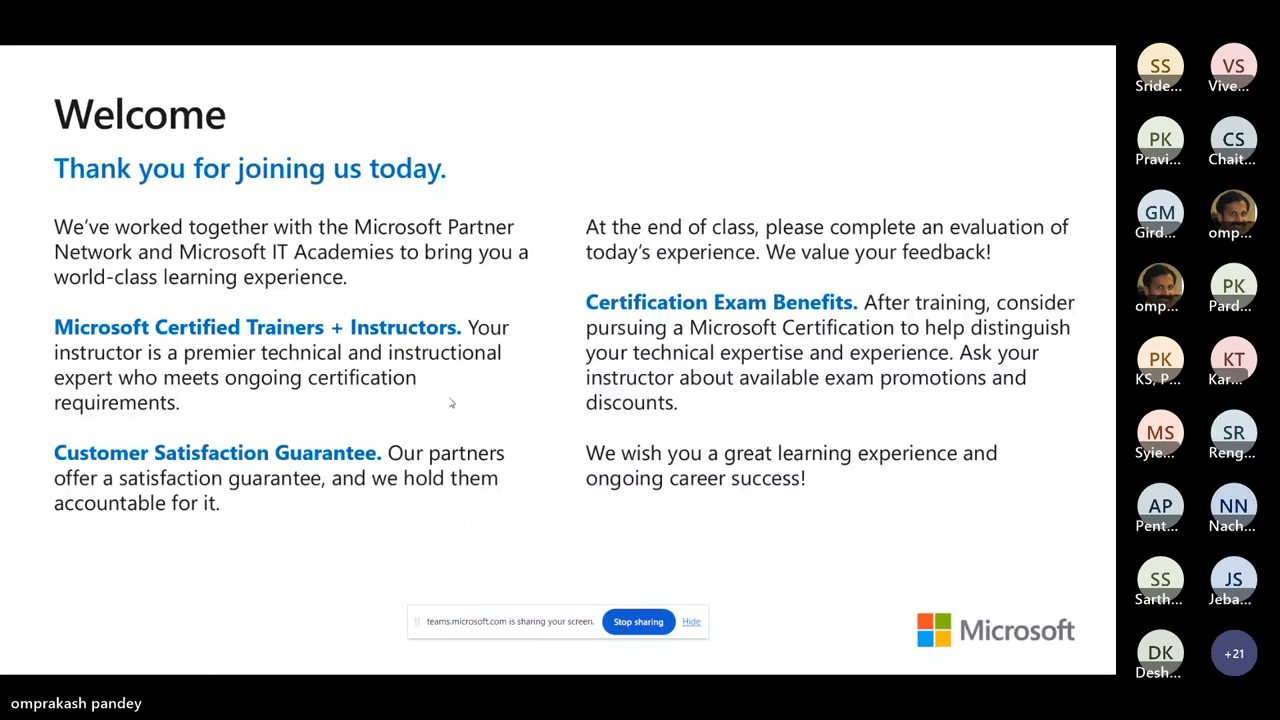 Welcome
Thank you for joining us today.
We've worked together with the Microsoft Partner
Network and Microsoft IT Academies to bring you a
world-class learning experience.
Microsoft Certified Trainers + Instructors. Your
instructor is a premier technical and instructional
expert who meets ongoing certification
requirements.
Customer Satisfaction Guarantee. Our partners
offer a satisfaction guarantee, and we hold them
accountable for it.
At the end of class, please complete an evaluation of
today's experience. We value your feedback!
Certification Exam Benefits. After training, consider
pursuing a Microsoft Certification to help distinguish
your technical expertise and experience. Ask your
instructor about available exam promotions and
discounts.
We wish you a great learning experience and
ongoing career success!
teams.microsoft.com is sharing your screen. Stop sharing Hide
Microsoft
SS VS
Sride... Vive...
PK CS
Pravi... Chait...
GM
Gird... omp...
PK
omp... Pard...
PK KT
KS, P... Kar...
MS SR
Syie... Reng...
AP NN
Pent... Nach...
SS JS
Sarth... Jeba...
DK +21
Desh...
omprakash pandey